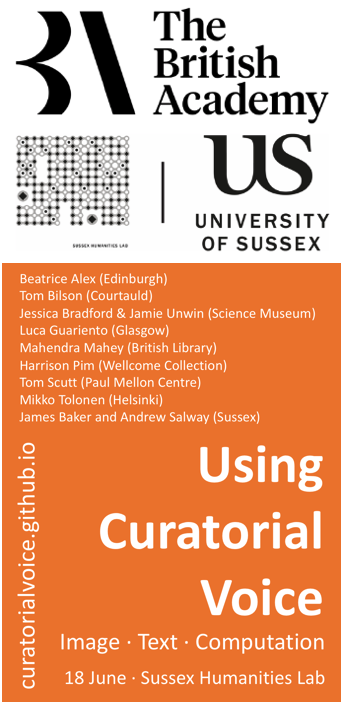 The
British
Academy
SUSSEX HUMANITIES LAB
US
UNIVERSITY
OF SUSSEX
Beatrice Alex (Edinburgh)
Tom Bilson (Courtauld)
Jessica Bradford & Jamie Unwin (Science Museum)
Luca Guariento (Glasgow)
Mahendra Mahey (British Library)
Harrison Pim (Wellcome Collection)
Tom Scutt (Paul Mellon Centre)
Mikko Tolonen (Helsinki)
James Baker and Andrew Salway (Sussex)
curatorialvoice.github.io
Using
Curatorial
Voice
Image · Text · Computation
18 June · Sussex Humanities Lab